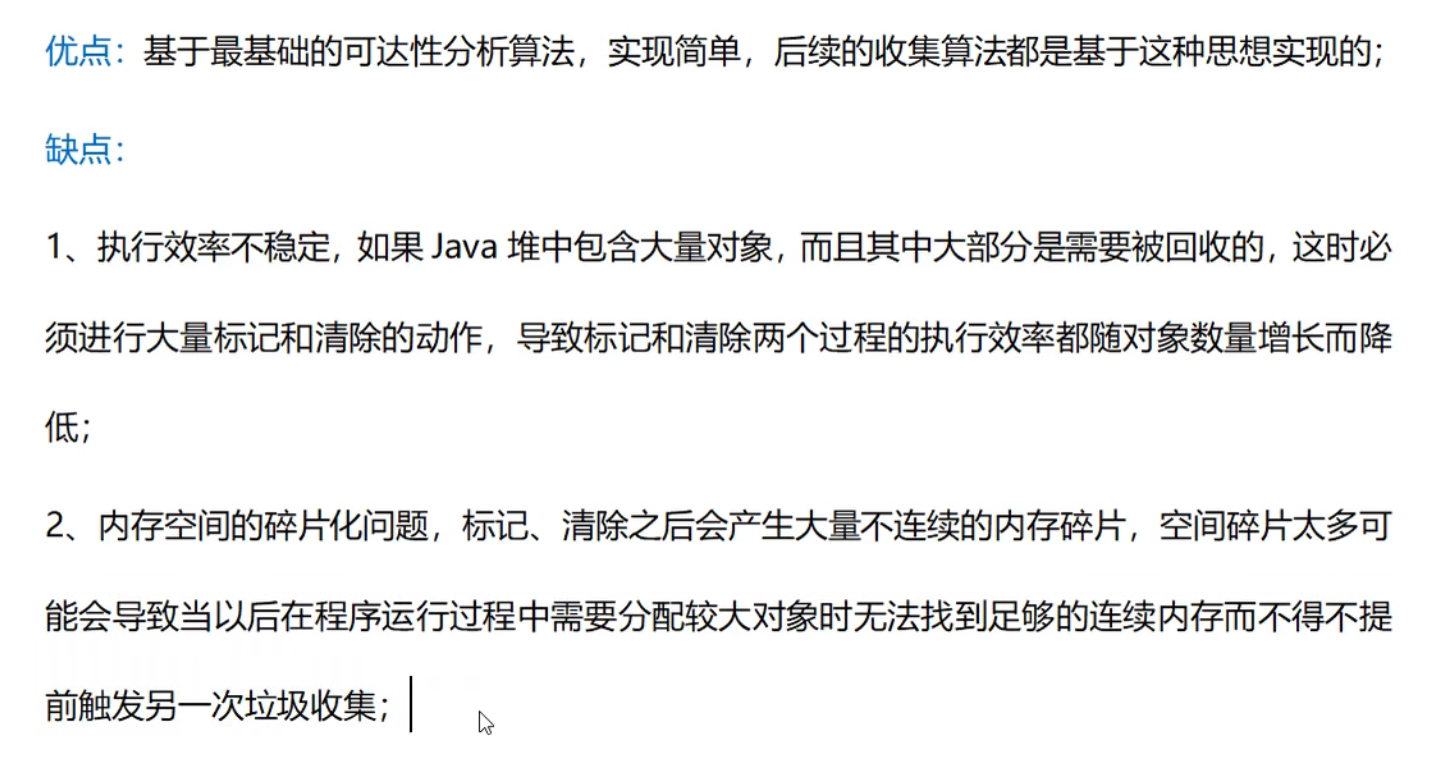 优点：基于最基础的可达性分析算法，实现简单，后续的收集算法都是基于这种思想实现的；
缺点：
1、执行效率不稳定，如果 Java 堆中包含大量对象，而且其中大部分是需要被回收的，这时必
须进行大量标记和清除的动作，导致标记和清除两个过程的执行效率都随对象数量增长而降
低；
2、内存空间的碎片化问题，标记、清除之后会产生大量不连续的内存碎片，空间碎片太多可
能会导致当以后在程序运行过程中需要分配较大对象时无法找到足够的连续内存而不得不提
前触发另一次垃圾收集；